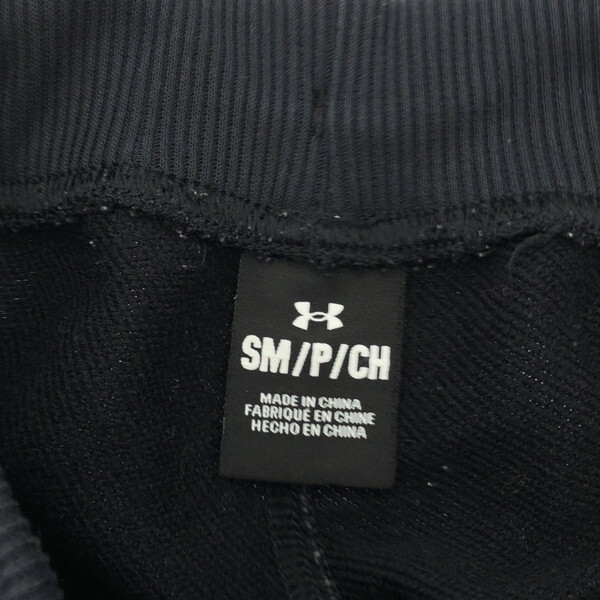 SM/P/CH
MADE IN CHINA
FABRIQUÉ EN CHINE
HECHO EN CHINA